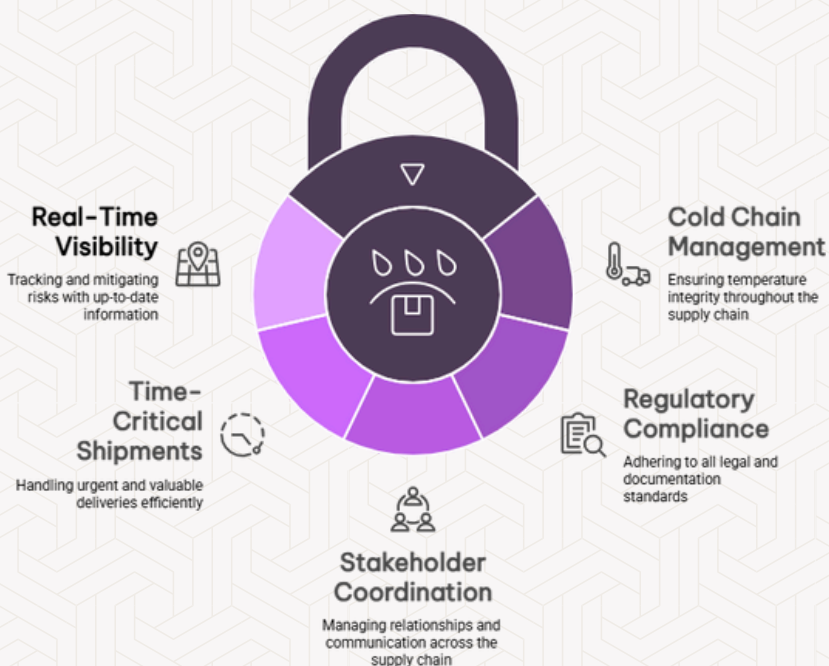 Real-Time
Visibility
Tracking and mitigating
risks with up-to-date
information
Cold Chain
Management
Ensuring temperature
integrity throughout the
supply chain
Time-
Critical
Shipments
Handling urgent and valuable
deliveries efficiently
Regulatory
Compliance
Adhering to all legal and
documentation
standards
Stakeholder
Coordination
Managing relationships and
communication across the
supply chain